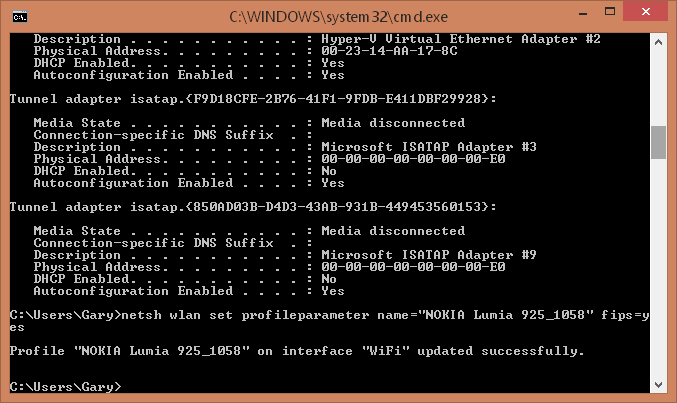 C:\WINDOWS\system32\cmd.exe
Description . . . . . . . . . . . : Hyper-V Virtual Ethernet Adapter #2
Physical Address. . . . . . . . . : 00-23-14-AA-17-8C
DHCP Enabled. . . . . . . . . . . : Yes
Autoconfiguration Enabled . . . . : Yes
Tunnel adapter isatap.{F9D18CFE-2B76-41F1-9FDB-E411DBF29928}:
Media State . . . . . . . . . . . : Media disconnected
Connection-specific DNS Suffix  . :
Description . . . . . . . . . . . : Microsoft ISATAP Adapter #3
Physical Address. . . . . . . . . : 00-00-00-00-00-00-00-E0
DHCP Enabled. . . . . . . . . . . : No
Autoconfiguration Enabled . . . . : Yes
Tunnel adapter isatap.{850AD03B-D4D3-43AB-931B-449453560153}:
Media State . . . . . . . . . . . : Media disconnected
Connection-specific DNS Suffix  . :
Description . . . . . . . . . . . : Microsoft ISATAP Adapter #9
Physical Address. . . . . . . . . : 00-00-00-00-00-00-00-E0
DHCP Enabled. . . . . . . . . . . : No
Autoconfiguration Enabled . . . . : Yes
C:\Users\Gary>netsh wlan set profileparameter name="NOKIA Lumia 925_1058" fips=y
es
Profile "NOKIA Lumia 925_1058" on interface "WiFi" updated successfully.
C:\Users\Gary>